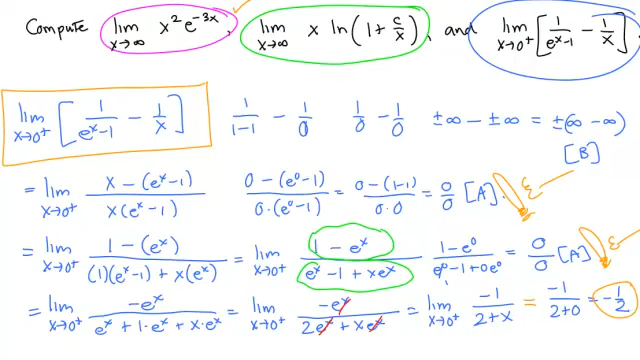 Compute lim x→∞ x² e^(-3x), lim x→∞ x ln(1 + c/x), and lim x→0⁺ [1/(eˣ-1) - 1/x]
lim x→0⁺ [1/(eˣ-1) - 1/x] 1/(1-1) - 1/0 1/0 - 1/0 ±∞ - ±∞ = ±(∞ - ∞)
[B]
= lim x→0⁺ (x - (eˣ-1))/(x(eˣ-1)) (0 - (e⁰-1))/(0·(e⁰-1)) = (0 - (1-1))/(0·0) = 0/0 [A]
= lim x→0⁺ (1 - (eˣ))/((1)(eˣ-1) + x(eˣ)) = lim x→0⁺ (1 - eˣ)/(eˣ - 1 + xeˣ) (1 - e⁰)/(e⁰ - 1 + 0e⁰) = 0/0 [A]
= lim x→0⁺ -eˣ/(eˣ + 1·eˣ + x·eˣ) = lim x→0⁺ -eˣ/(2eˣ + xeˣ) = lim x→0⁺ -1/(2+x) = -1/(2+0) = -1/2